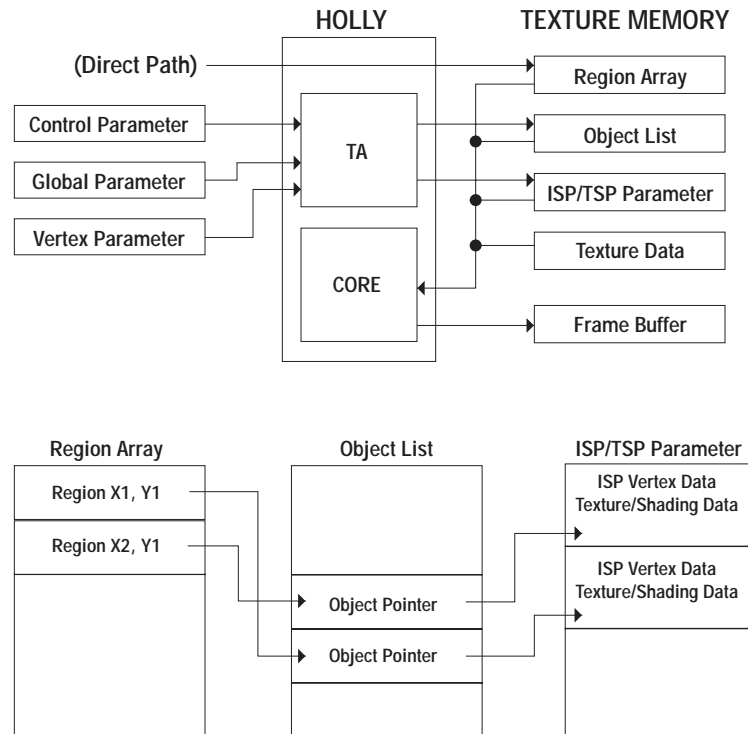 HOLLY
TEXTURE MEMORY
(Direct Path)
Region Array
Control Parameter
Object List
TA
Global Parameter
ISP/TSP Parameter
Vertex Parameter
Texture Data
CORE
Frame Buffer
Region Array
Object List
ISP/TSP Parameter
Region X1, Y1
ISP Vertex Data
Texture/Shading Data
Region X2, Y1
ISP Vertex Data
Texture/Shading Data
Object Pointer
Object Pointer